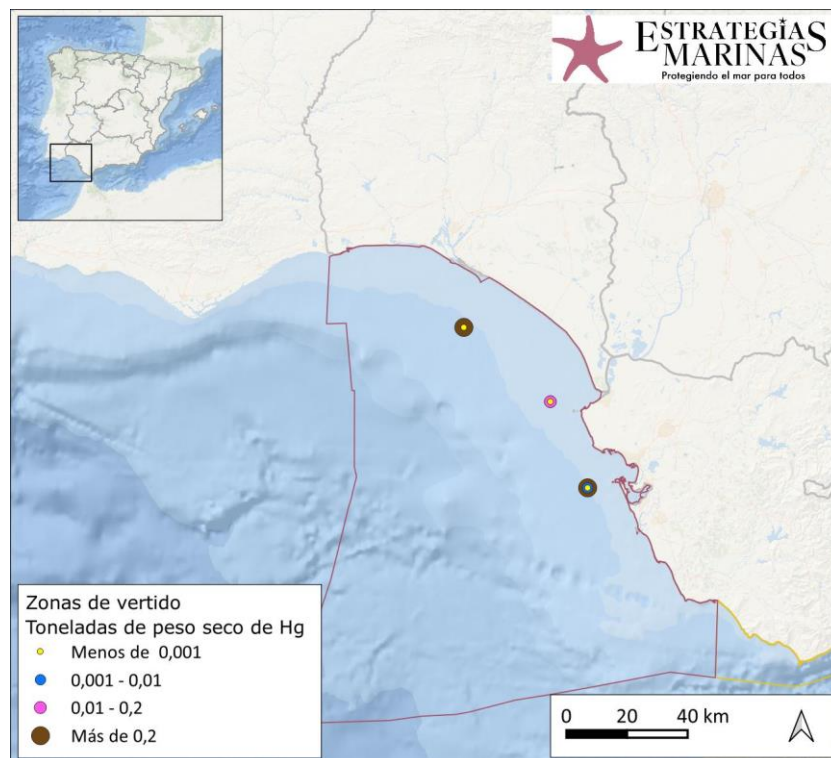 ESTRATEGIAS
MARINAS
Protegiendo el mar para todos
Zonas de vertido
Toneladas de peso seco de Hg
Menos de 0,001
0,001 - 0,01
0,01 - 0,2
Más de 0,2
0 20 40 km